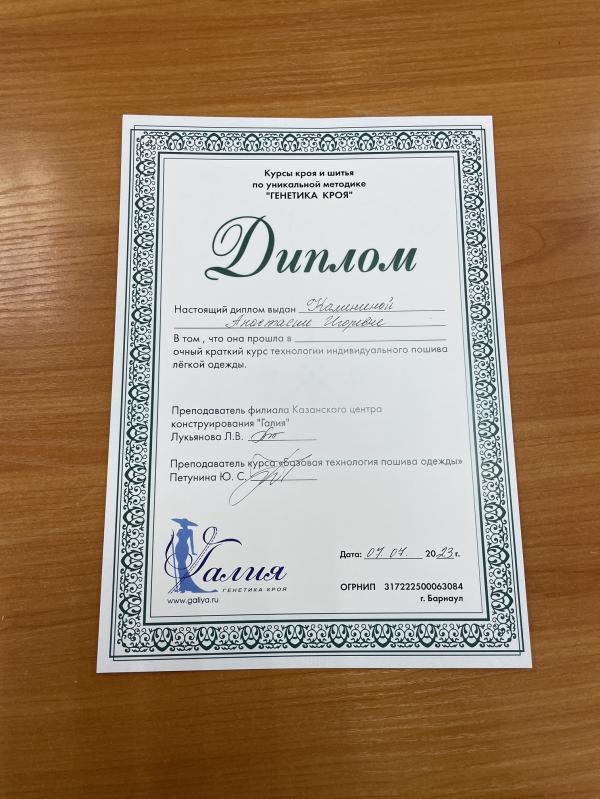 Курсы кроя и шитья
по уникальной методике
"ГЕНЕТИКА КРОЯ"
Диплом
Настоящий диплом выдан Калининой
Анастасие Игоревне
В том , что она прошла в
очный краткий курс технологии индивидуального пошива
лёгкой одежды.
Преподаватель филиала Казанского центра
конструирования "Галия"
Лукьянова Л.В.
Преподаватель курса «Базовая технология пошива одежды»
Петунина Ю. С.
Галия
ГЕНЕТИКА КРОЯ
www.galiya.ru
Дата: 07.07. 2023 г.
ОГРНИП 317222500063084
г. Барнаул